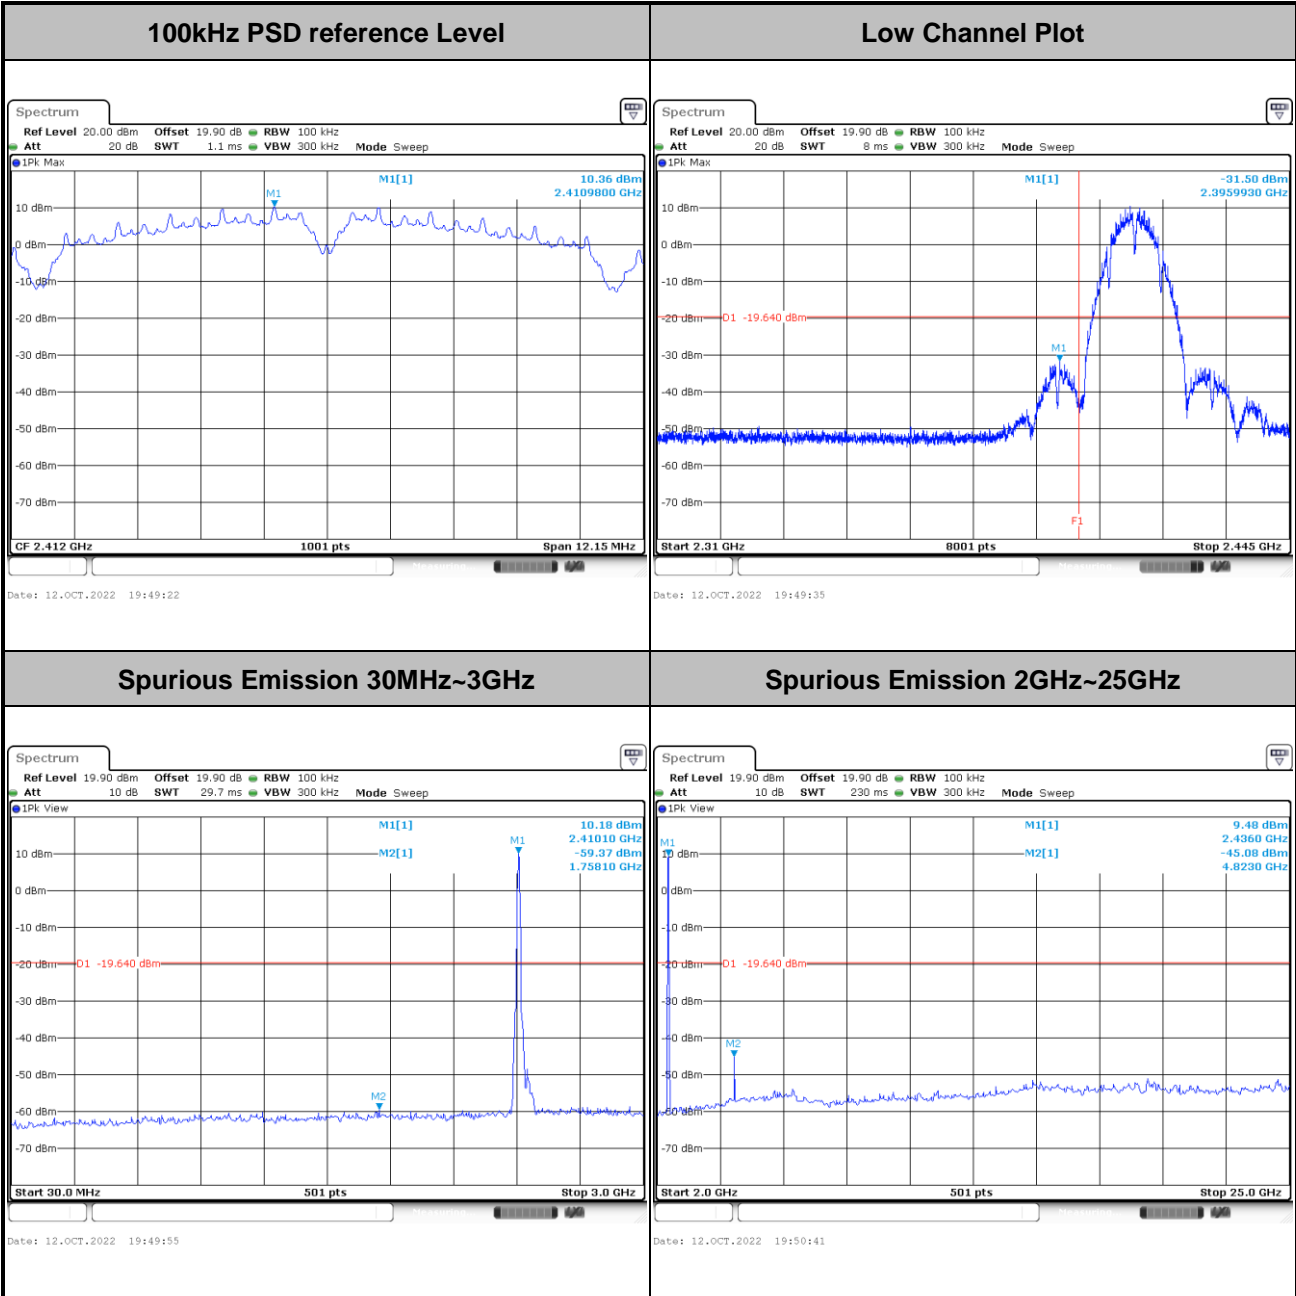 100kHz PSD reference Level
Low Channel Plot
Spectrum
Ref Level 20.00 dBm Offset 19.90 dB RBW 100 kHz
Att 20 dB SWT 1.1 ms VBW 300 kHz Mode Sweep
1Pk Max
M1[1] 10.36 dBm
2.4109800 GHz
M1
10 dBm
0 dBm
-10 dBm
-20 dBm
-30 dBm
-40 dBm
-50 dBm
-60 dBm
-70 dBm
CF 2.412 GHz 1001 pts Span 12.15 MHz
Measuring...
Date: 12.OCT.2022 19:49:22
Spectrum
Ref Level 20.00 dBm Offset 19.90 dB RBW 100 kHz
Att 20 dB SWT 8 ms VBW 300 kHz Mode Sweep
1Pk Max
M1[1] -31.50 dBm
2.3959930 GHz
10 dBm
0 dBm
-10 dBm
-20 dBm
D1 -19.640 dBm
M1
-30 dBm
-40 dBm
-50 dBm
-60 dBm
-70 dBm
F1
Start 2.31 GHz 8001 pts Stop 2.445 GHz
Measuring...
Date: 12.OCT.2022 19:49:35
Spurious Emission 30MHz~3GHz
Spurious Emission 2GHz~25GHz
Spectrum
Ref Level 19.90 dBm Offset 19.90 dB RBW 100 kHz
Att 10 dB SWT 29.7 ms VBW 300 kHz Mode Sweep
1Pk View
M1[1] 10.18 dBm
2.41010 GHz
M2[1] -59.37 dBm
1.75810 GHz
M1
10 dBm
0 dBm
-10 dBm
-20 dBm
D1 -19.640 dBm
-30 dBm
-40 dBm
-50 dBm
-60 dBm
M2
-70 dBm
Start 30.0 MHz 501 pts Stop 3.0 GHz
Measuring...
Date: 12.OCT.2022 19:49:55
Spectrum
Ref Level 19.90 dBm Offset 19.90 dB RBW 100 kHz
Att 10 dB SWT 230 ms VBW 300 kHz Mode Sweep
1Pk View
M1[1] 9.48 dBm
2.4360 GHz
M2[1] -45.08 dBm
4.8230 GHz
M1
10 dBm
0 dBm
-10 dBm
-20 dBm
D1 -19.640 dBm
-30 dBm
-40 dBm
M2
-50 dBm
-60 dBm
-70 dBm
Start 2.0 GHz 501 pts Stop 25.0 GHz
Measuring...
Date: 12.OCT.2022 19:50:41